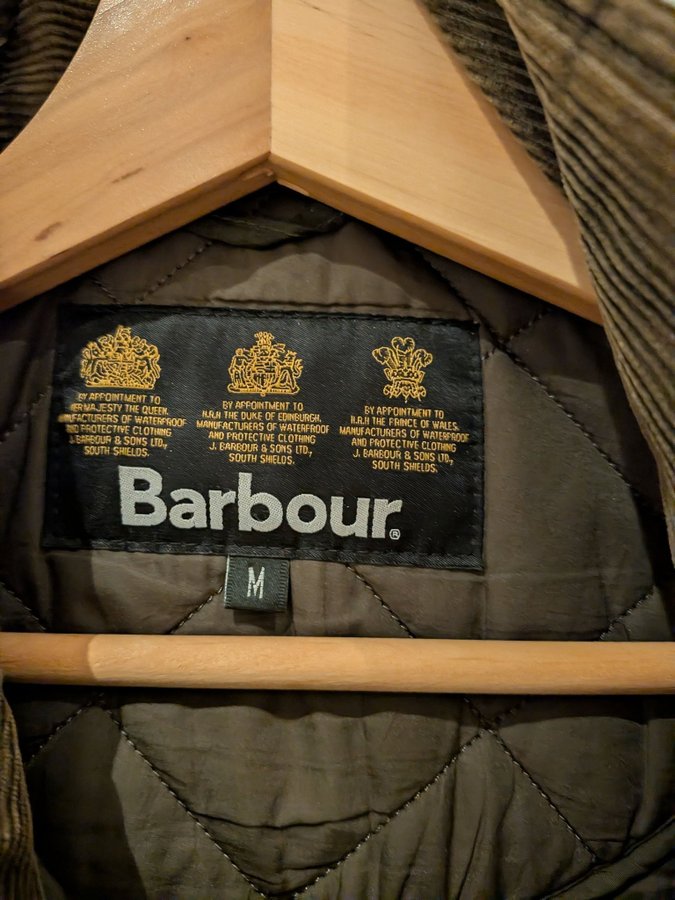 BY APPOINTMENT TO
HER MAJESTY THE QUEEN.
MANUFACTURERS OF WATERPROOF
AND PROTECTIVE CLOTHING
J. BARBOUR & SONS LTD.,
SOUTH SHIELDS.
BY APPOINTMENT TO
H.R.H THE DUKE OF EDINBURGH.
MANUFACTURERS OF WATERPROOF
AND PROTECTIVE CLOTHING
J. BARBOUR & SONS LTD.,
SOUTH SHIELDS.
BY APPOINTMENT TO
H.R.H THE PRINCE OF WALES.
MANUFACTURERS OF WATERPROOF
AND PROTECTIVE CLOTHING
J. BARBOUR & SONS LTD.,
SOUTH SHIELDS.
Barbour®
M